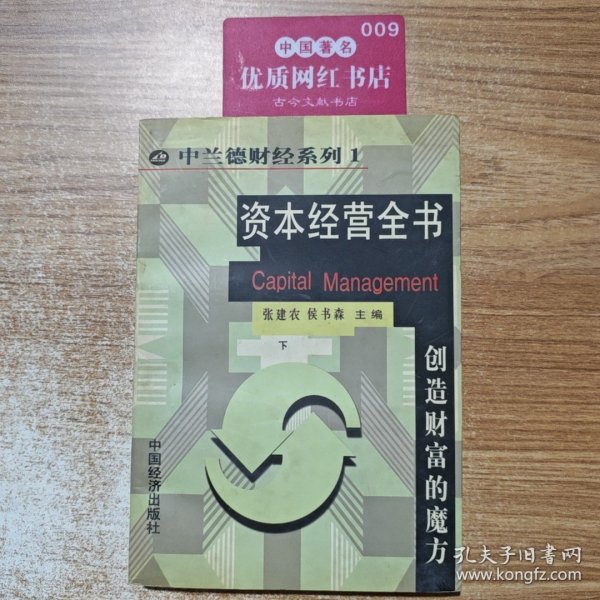 009
中国著名
优质网红书店
古今文献书店
中兰德财经系列 1
资本经营全书
Capital Management
张建农 侯书森 主编
下
创造财富的魔方
中国经济出版社
孔夫子旧书网
www.kongfz.com